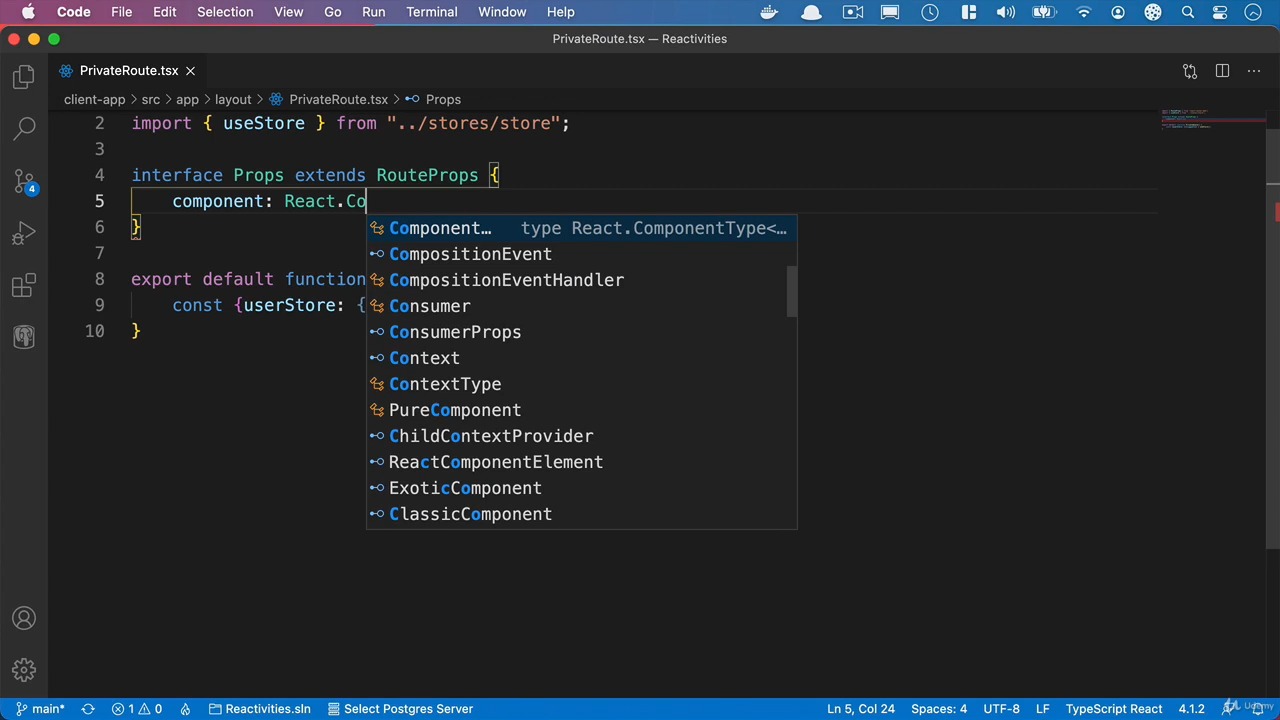 Code File Edit Selection View Go Run Terminal Window Help
PrivateRoute.tsx — Reactivities
PrivateRoute.tsx
client-app > src > app > layout > PrivateRoute.tsx > Props
2 import { useStore } from "../stores/store";
3
4 interface Props extends RouteProps {
5 component: React.Co
6 }
Component… type React.ComponentType<…
CompositionEvent
7
CompositionEventHandler
8 export default function
Consumer
9 const {userStore: {
ConsumerProps
10 }
Context
ContextType
PureComponent
ChildContextProvider
ReactComponentElement
ExoticComponent
ClassicComponent
4
main* 1 0 Reactivities.sln Select Postgres Server Ln 5, Col 24 Spaces: 4 UTF-8 LF TypeScript React 4.1.2
Udemy